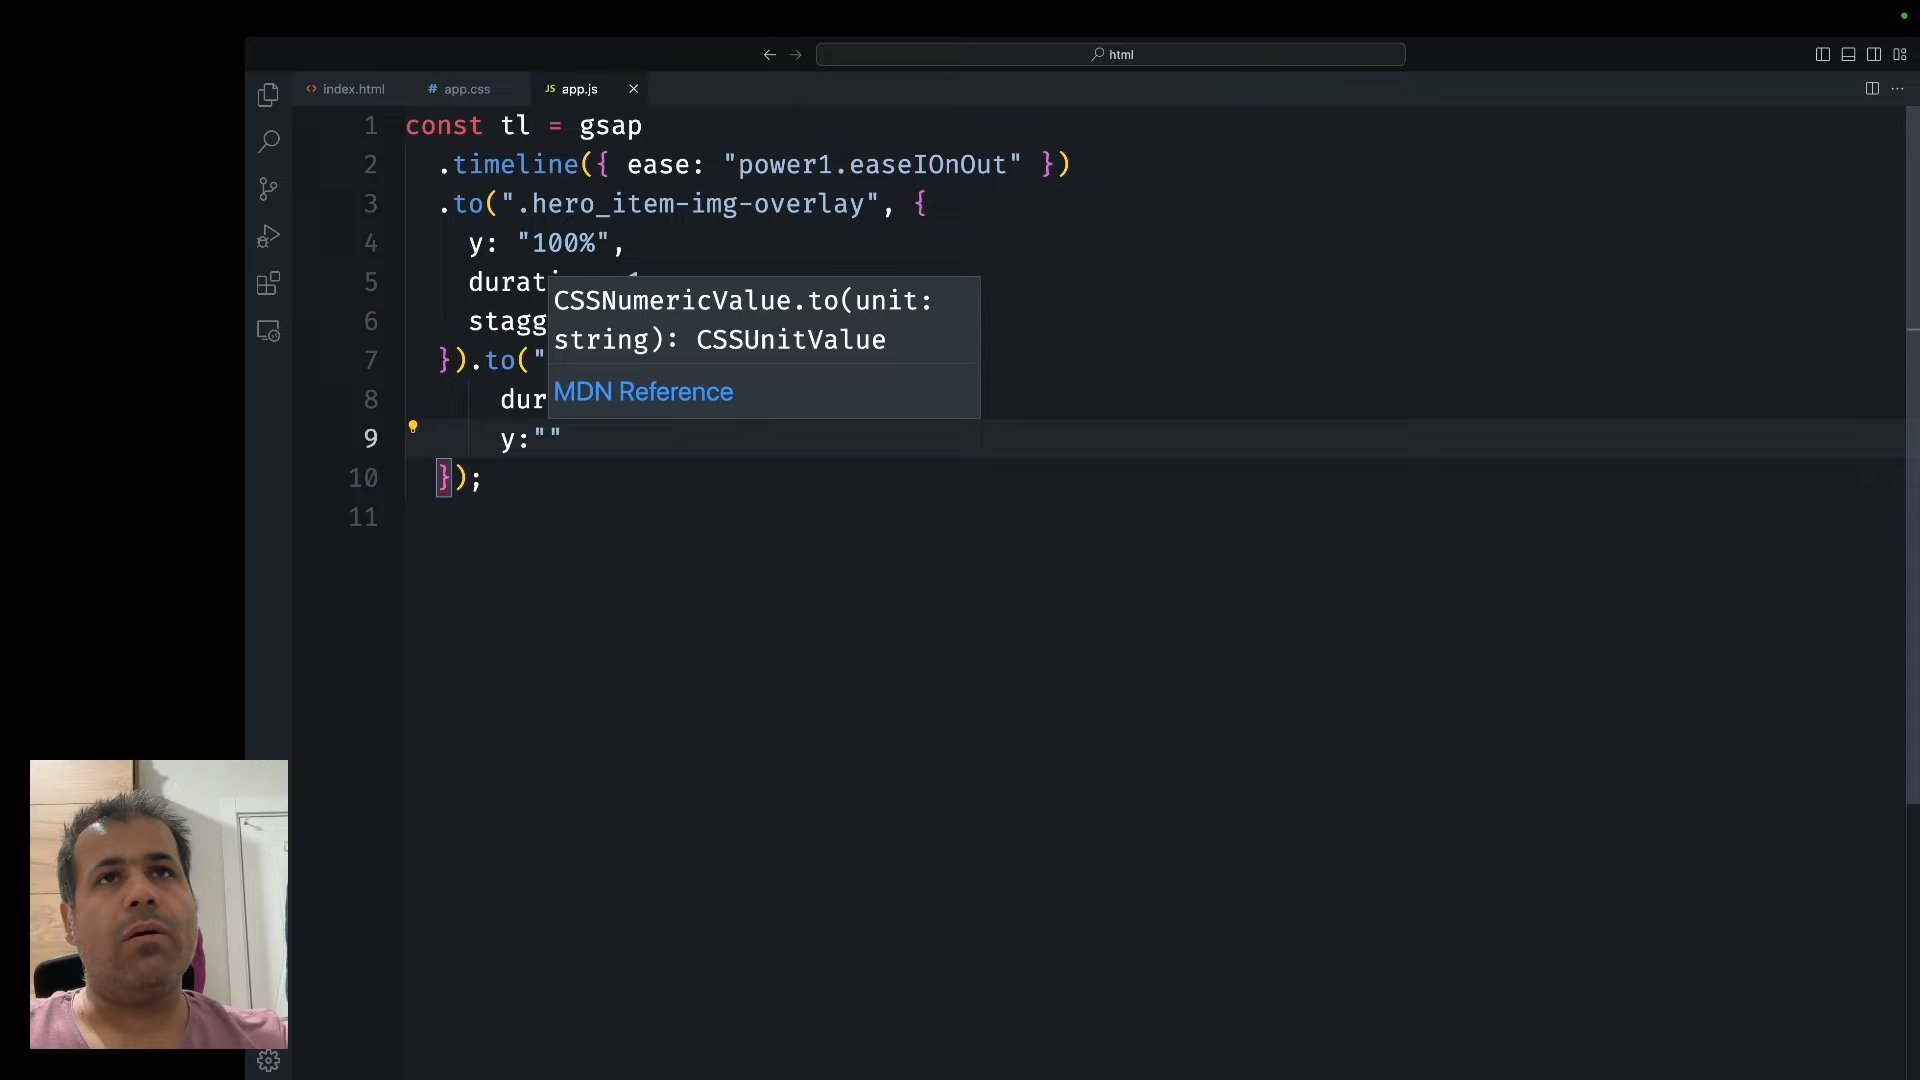 html
index.html
# app.css
JS app.js
1 const tl = gsap
2 .timeline({ ease: "power1.easeIOnOut" })
3 .to(".hero_item-img-overlay", {
4 y: "100%",
5 durat
6 stagg
7 }).to("
8 dur
9 y:""
10 });
11
CSSNumericValue.to(unit:
string): CSSUnitValue
MDN Reference